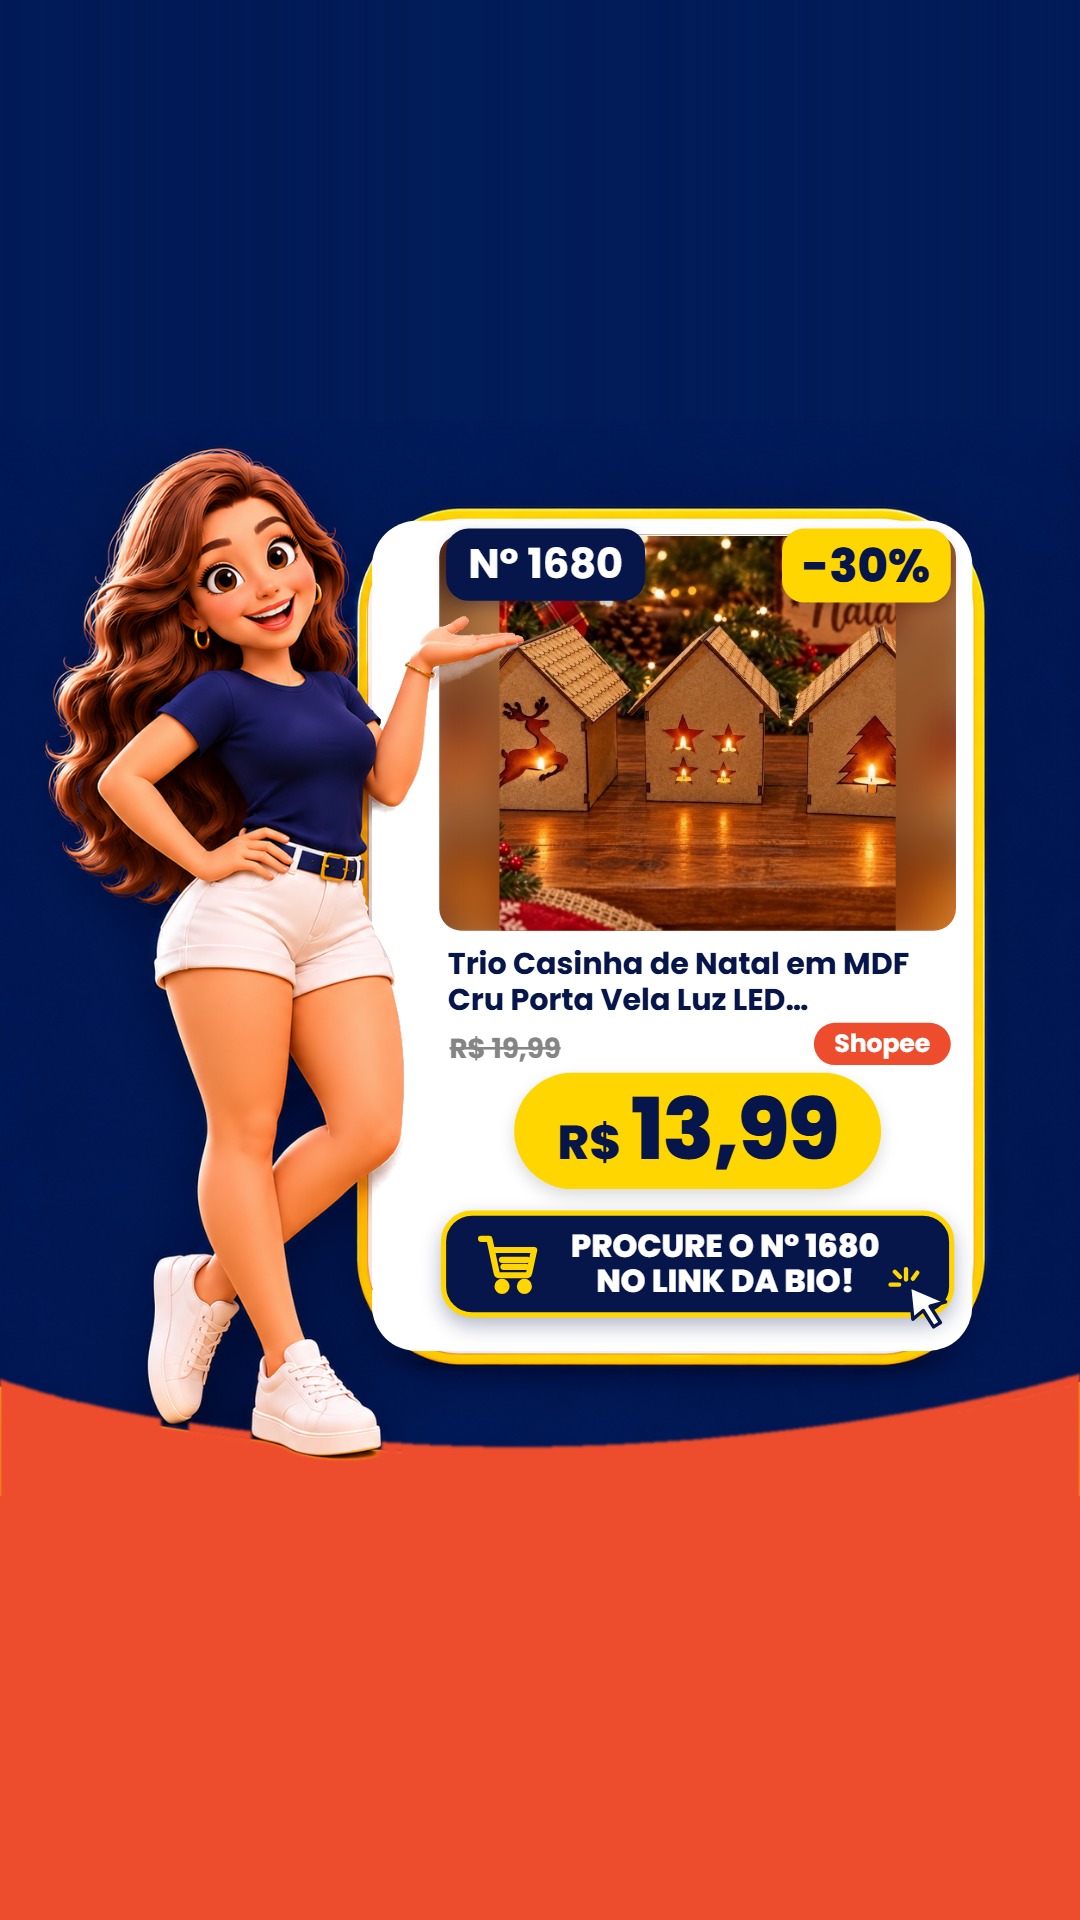 Nº 1680
-30%
Natal
Trio Casinha de Natal em MDF
Cru Porta Vela Luz LED...
R$ 19,99
Shopee
R$ 13,99
PROCURE O Nº 1680
NO LINK DA BIO!